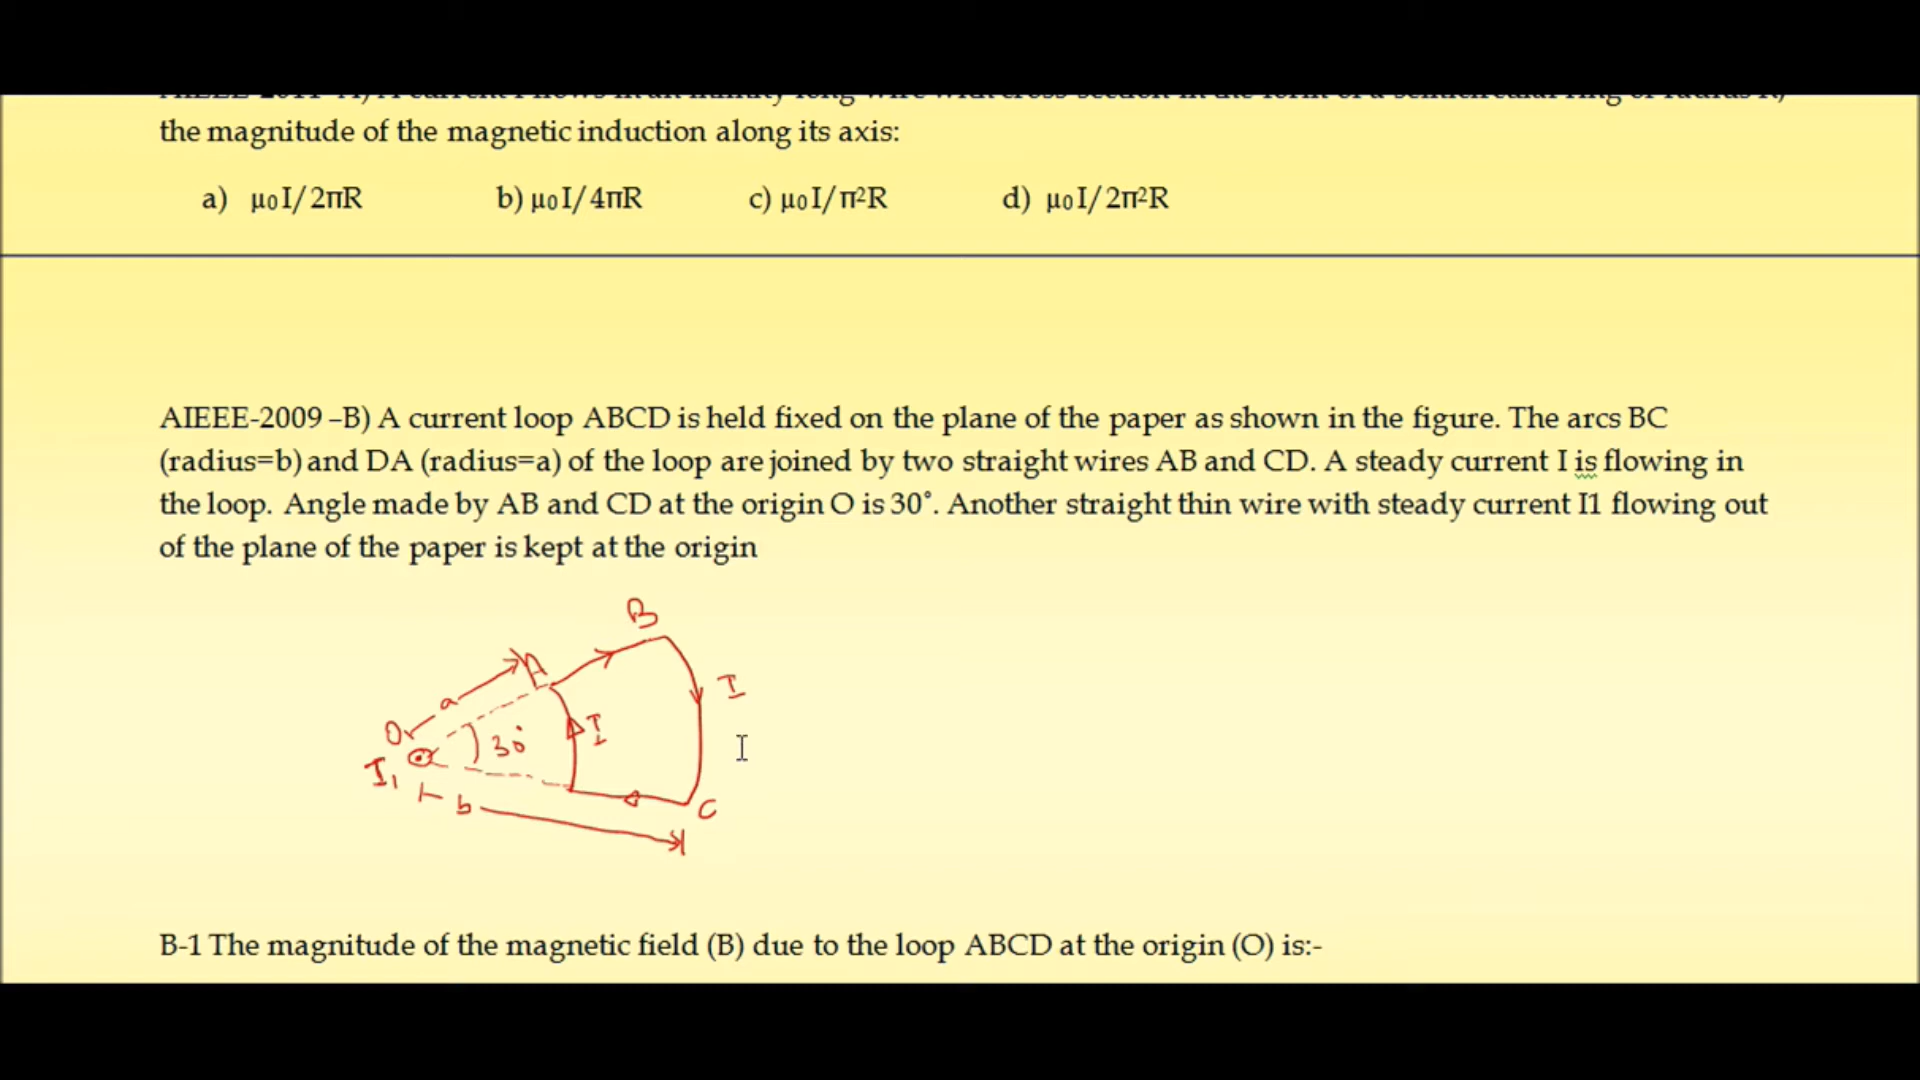 the magnitude of the magnetic induction along its axis:
a) μ₀I/2πR b) μ₀I/4πR c) μ₀I/π²R d) μ₀I/2π²R
AIEEE-2009 –B) A current loop ABCD is held fixed on the plane of the paper as shown in the figure. The arcs BC
(radius=b) and DA (radius=a) of the loop are joined by two straight wires AB and CD. A steady current I is flowing in
the loop. Angle made by AB and CD at the origin O is 30˚. Another straight thin wire with steady current I1 flowing out
of the plane of the paper is kept at the origin
B
A
a
I
O
30°
I
I₁
b
C
B-1 The magnitude of the magnetic field (B) due to the loop ABCD at the origin (O) is:-